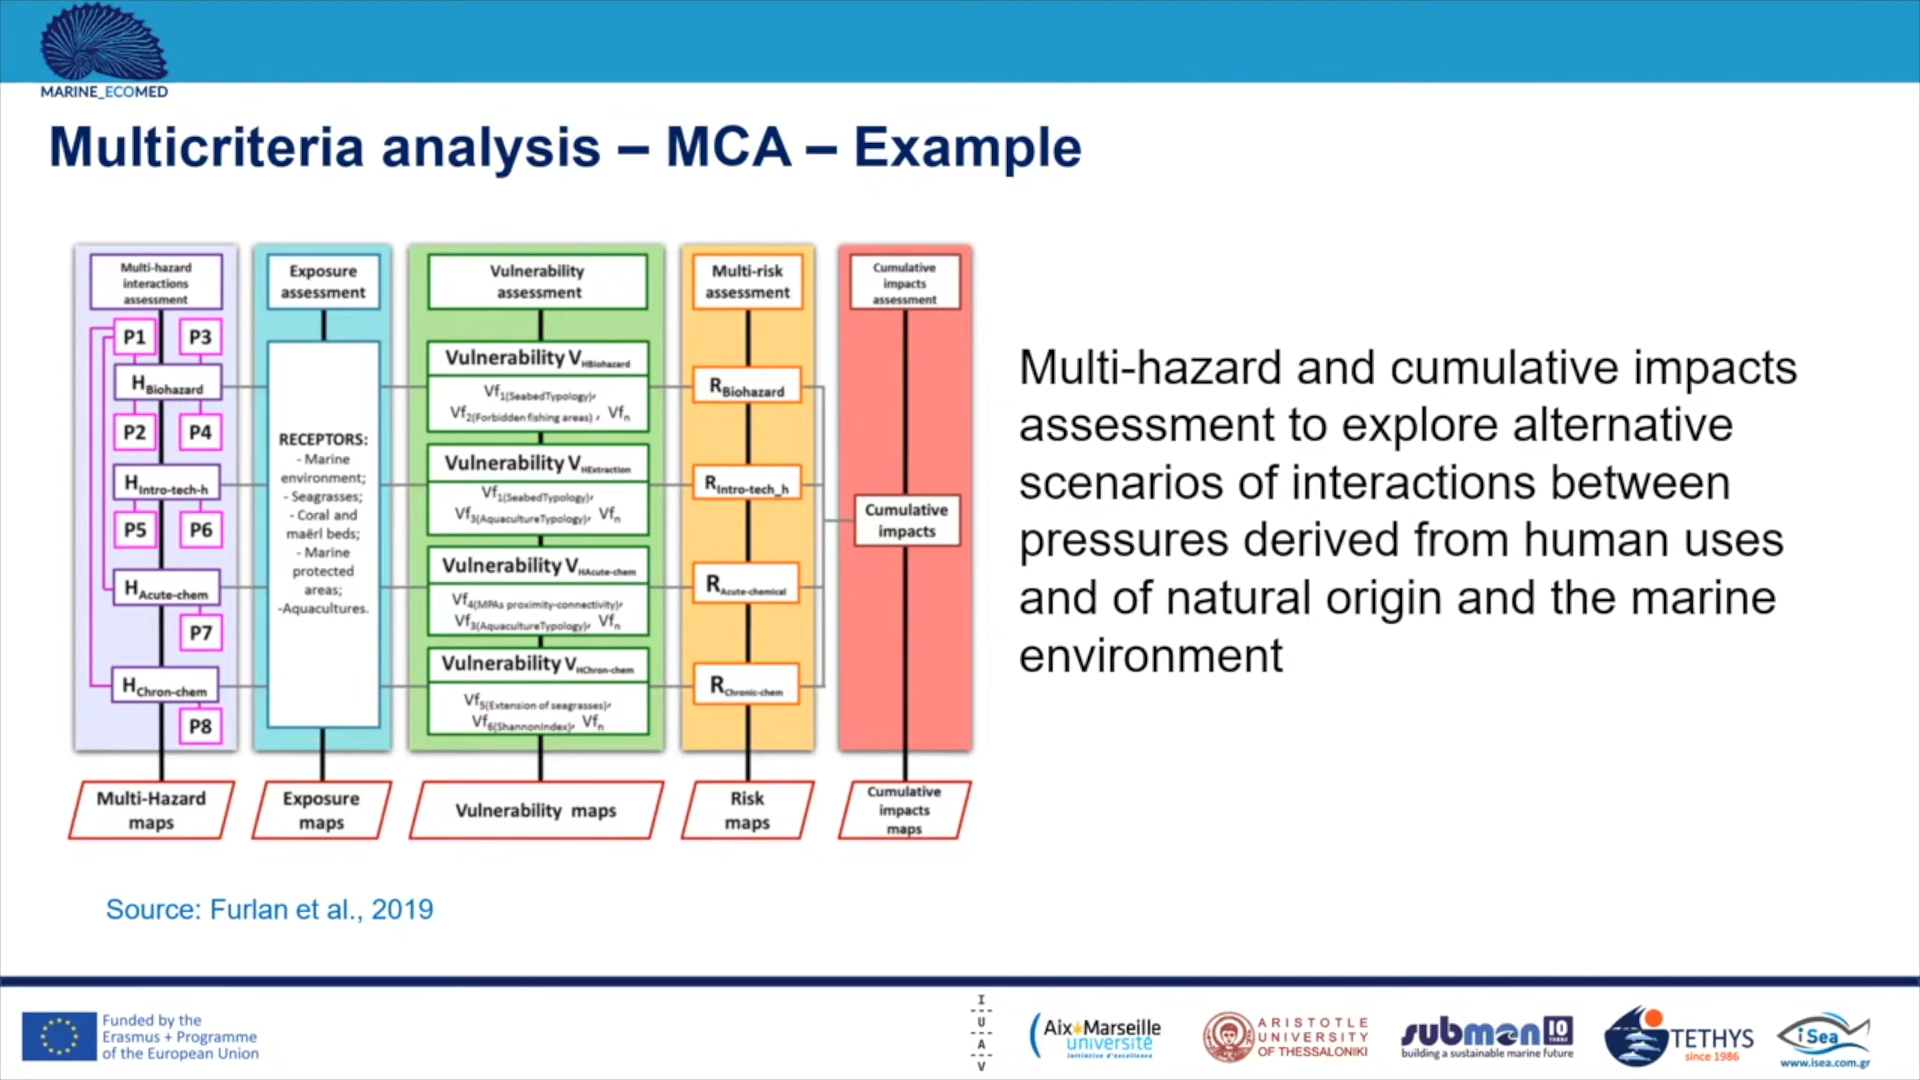 MARINE_ECOMED
Multicriteria analysis – MCA – Example
Multi-hazard
interactions
assessment
P1
P3
HBiohazard
P2
P4
HIntro-tech-h
P5
P6
HAcute-chem
P7
HChron-chem
P8
Multi-Hazard
maps
Exposure
assessment
RECEPTORS:
- Marine
environment;
- Seagrasses;
- Coral and
maërl beds;
- Marine
protected
areas;
-Aquacultures.
Exposure
maps
Vulnerability
assessment
Vulnerability VHBiohazard
Vf1(SeabedTypology),
Vf2(Forbidden fishing areas) , Vfn
Vulnerability VHExtraction
Vf1(SeabedTypology),
Vf3(AquacultureTypology), Vfn
Vulnerability VHAcute-chem
Vf4(MPAs proximity-connectivity),
Vf3(AquacultureTypology), Vfn
Vulnerability VHChron-chem
Vf5(Extension of seagrasses),
Vf6(ShannonIndex), Vfn
Vulnerability maps
Multi-risk
assessment
RBiohazard
RIntro-tech_h
RAcute-chemical
RChronic-chem
Risk
maps
Cumulative
impacts
assessment
Cumulative
impacts
Cumulative
impacts
maps
Multi-hazard and cumulative impacts
assessment to explore alternative
scenarios of interactions between
pressures derived from human uses
and of natural origin and the marine
environment
Source: Furlan et al., 2019
Funded by the
Erasmus + Programme
of the European Union
I
U
A
V
Aix Marseille
université
initiative d'excellence
ARISTOTLE
UNIVERSITY
OF THESSALONIKI
submon 10
YEARS
building a sustainable marine future
TETHYS
since 1986
iSea
www.isea.com.gr